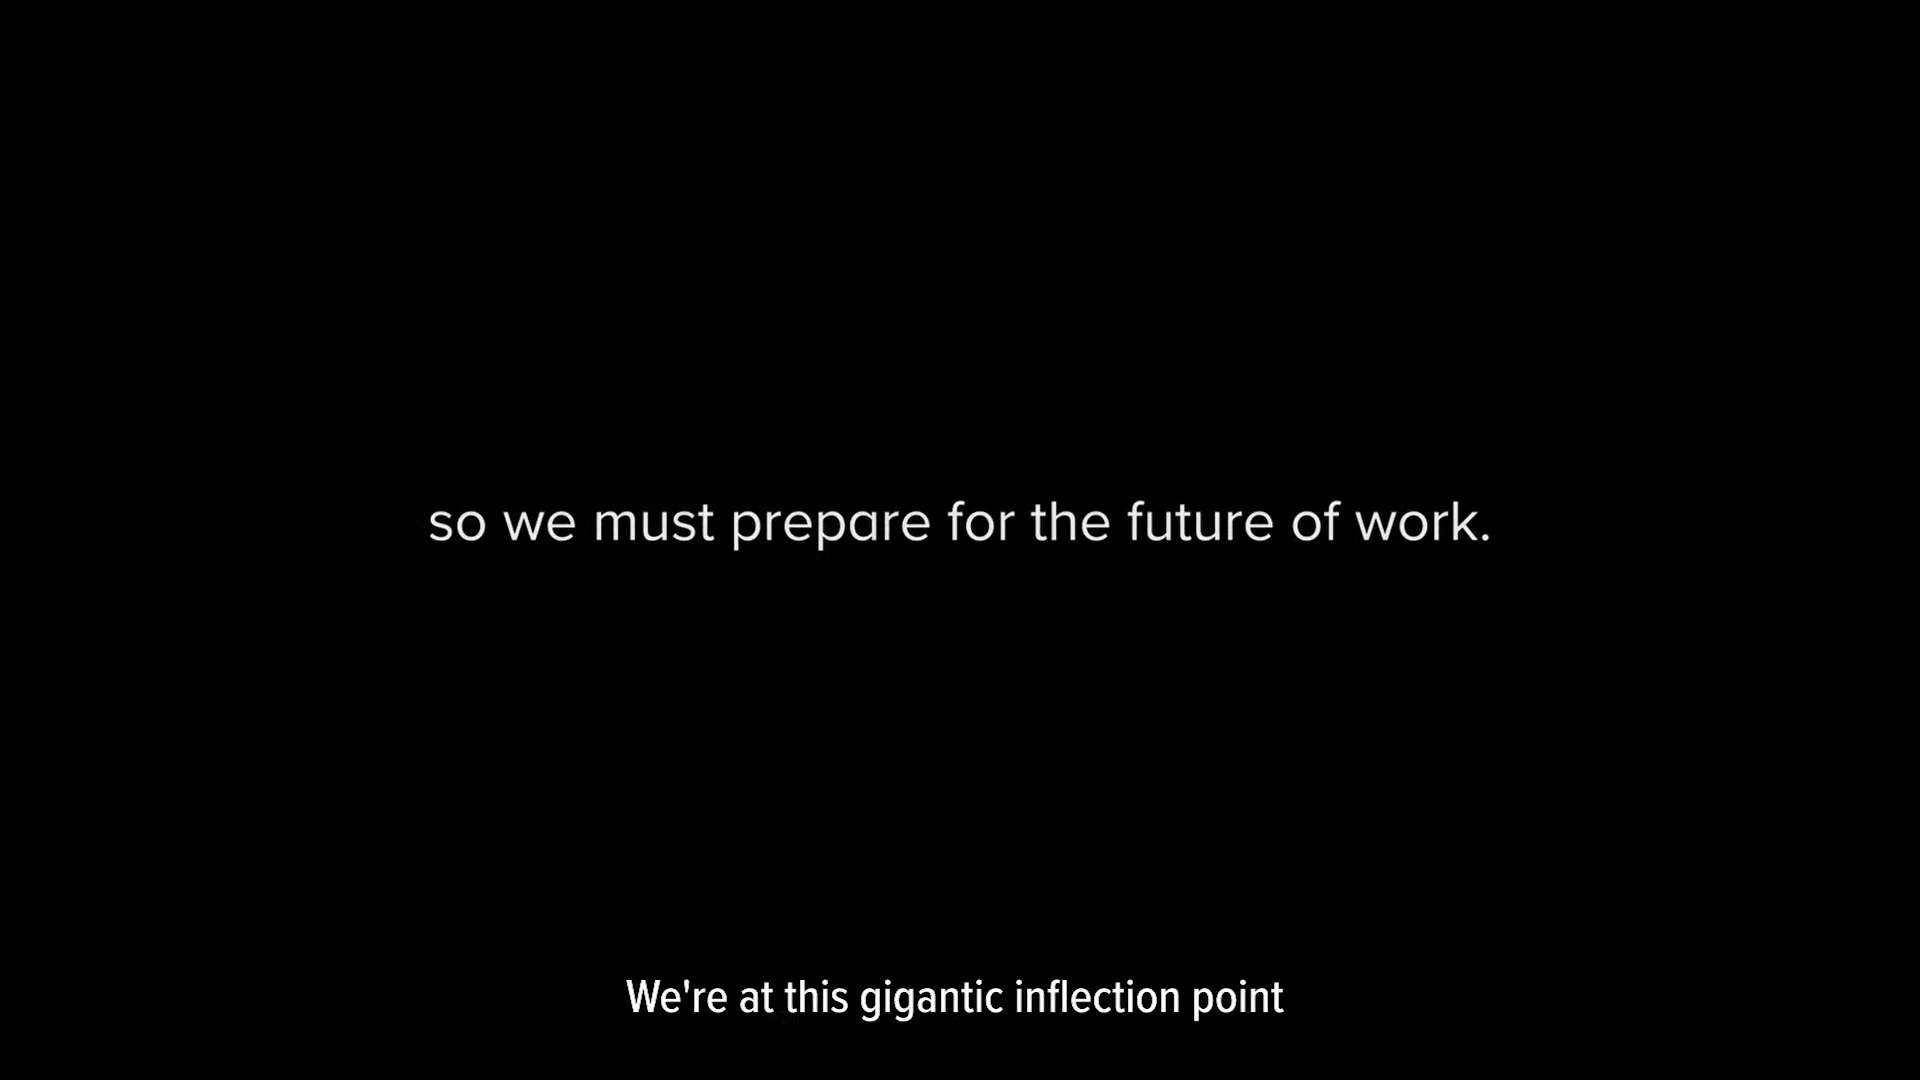 so we must prepare for the future of work.
We're at this gigantic inflection point